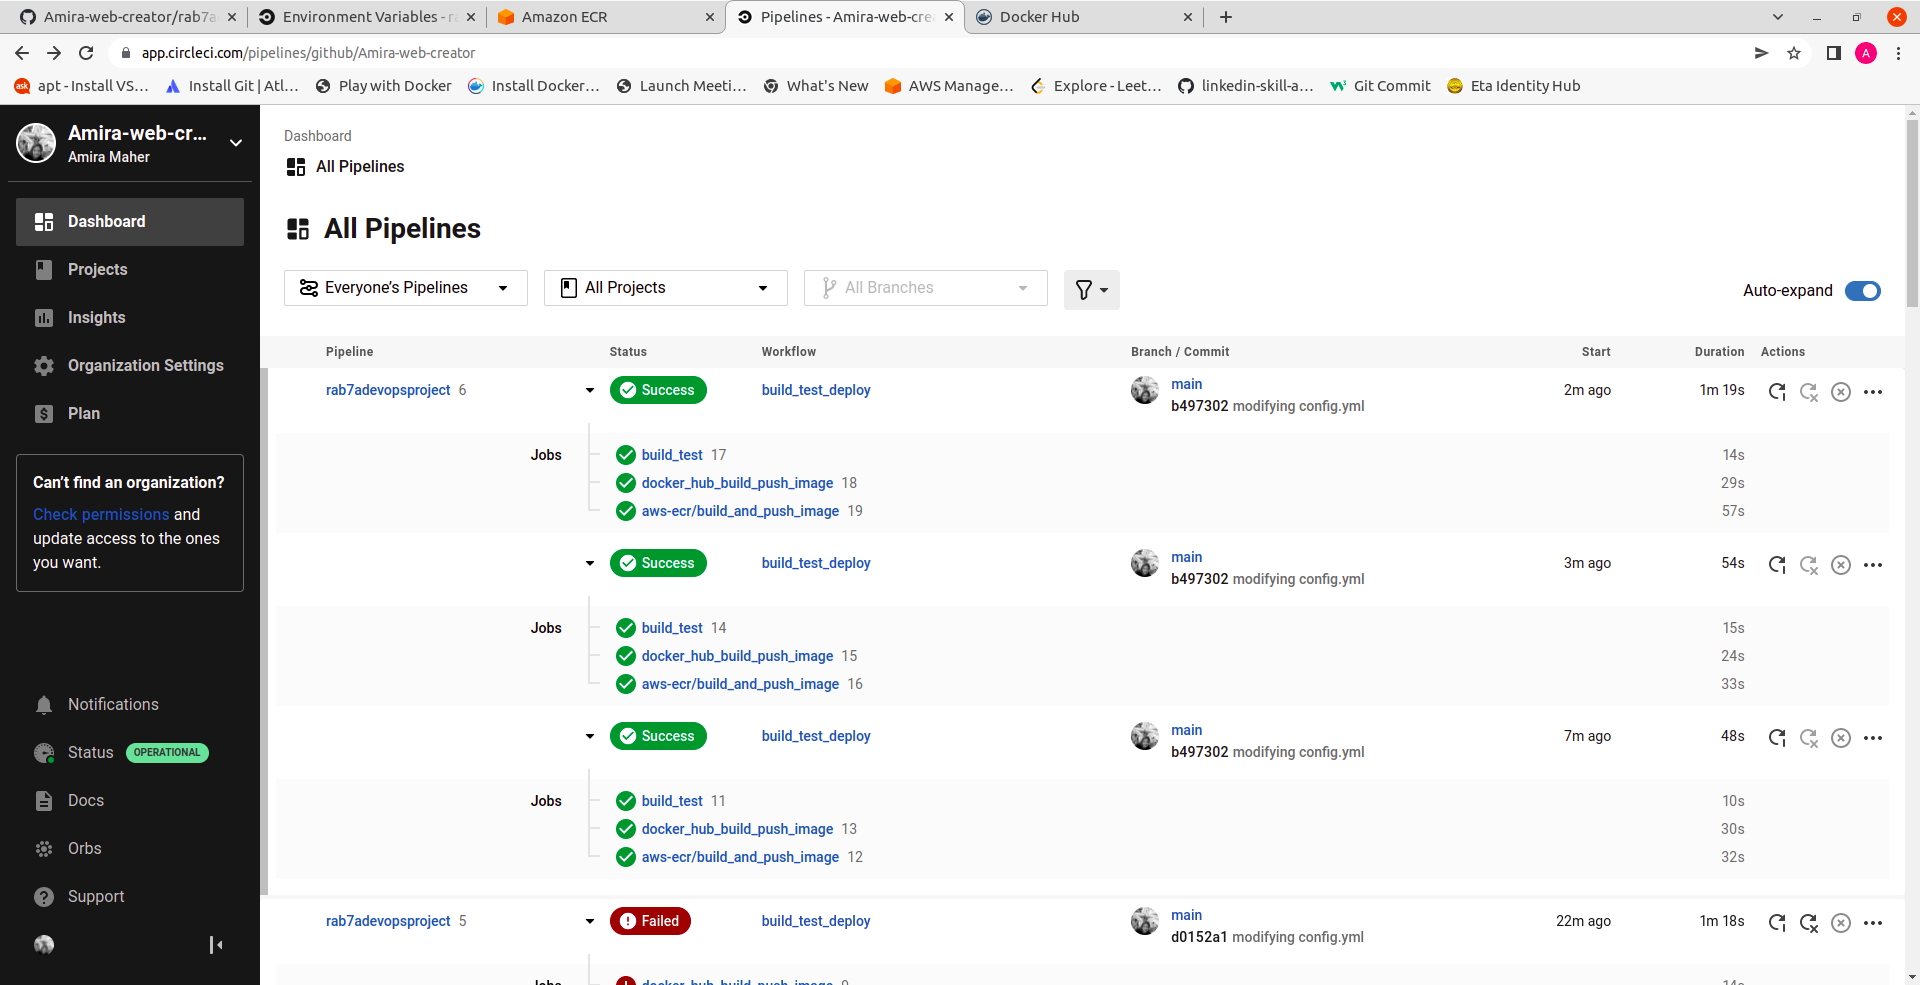 Amira-web-creator/rab7a
Environment Variables - ra
Amazon ECR
Pipelines - Amira-web-crea
Docker Hub
app.circleci.com/pipelines/github/Amira-web-creator
A
apt - Install VS...
Install Git | Atl...
Play with Docker
Install Docker...
Launch Meeti...
What's New
AWS Manage...
Explore - Leet...
linkedin-skill-a...
Git Commit
Eta Identity Hub
Amira-web-cr...
Amira Maher
Dashboard
Projects
Insights
Organization Settings
Plan
Can't find an organization?
Check permissions and
update access to the ones
you want.
Notifications
Status OPERATIONAL
Docs
Orbs
Support
Dashboard
All Pipelines
All Pipelines
Everyone's Pipelines
All Projects
All Branches
Auto-expand
Pipeline Status Workflow Branch / Commit Start Duration Actions
rab7adevopsproject 6 Success build_test_deploy main 2m ago 1m 19s
b497302 modifying config.yml
Jobs build_test 17 14s
docker_hub_build_push_image 18 29s
aws-ecr/build_and_push_image 19 57s
Success build_test_deploy main 3m ago 54s
b497302 modifying config.yml
Jobs build_test 14 15s
docker_hub_build_push_image 15 24s
aws-ecr/build_and_push_image 16 33s
Success build_test_deploy main 7m ago 48s
b497302 modifying config.yml
Jobs build_test 11 10s
docker_hub_build_push_image 13 30s
aws-ecr/build_and_push_image 12 32s
rab7adevopsproject 5 Failed build_test_deploy main 22m ago 1m 18s
d0152a1 modifying config.yml
Jobs docker_hub_build_push_image 9 14s